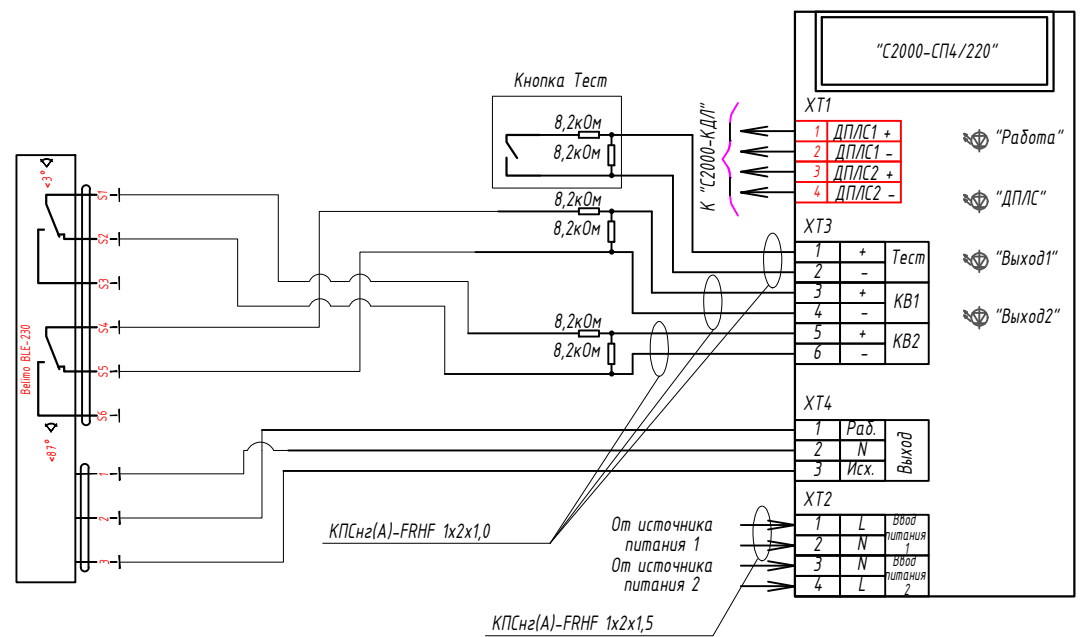 "С2000-СП4/220"
Кнопка Тест
8,2кОм
8,2кОм
К "С2000-КДЛ"
XT1
1 ДПЛС1 +
2 ДПЛС1 -
3 ДПЛС2 +
4 ДПЛС2 -
"Работа"
"ДПЛС"
"Выход1"
"Выход2"
<3°
S1
S2
S3
S4
S5
S6
<87°
1
2
3
Belimo BLE-230
8,2кОм
8,2кОм
8,2кОм
8,2кОм
XT3
1 + Тест
2 -
3 + КВ1
4 -
5 + КВ2
6 -
XT4
1 Раб. Выход
2 N
3 Исх.
XT2
1 L Ввод
2 N питания
1
3 N Ввод
4 L питания
2
КПСнг(А)-FRHF 1x2x1,0
От источника
питания 1
От источника
питания 2
КПСнг(А)-FRHF 1x2x1,5